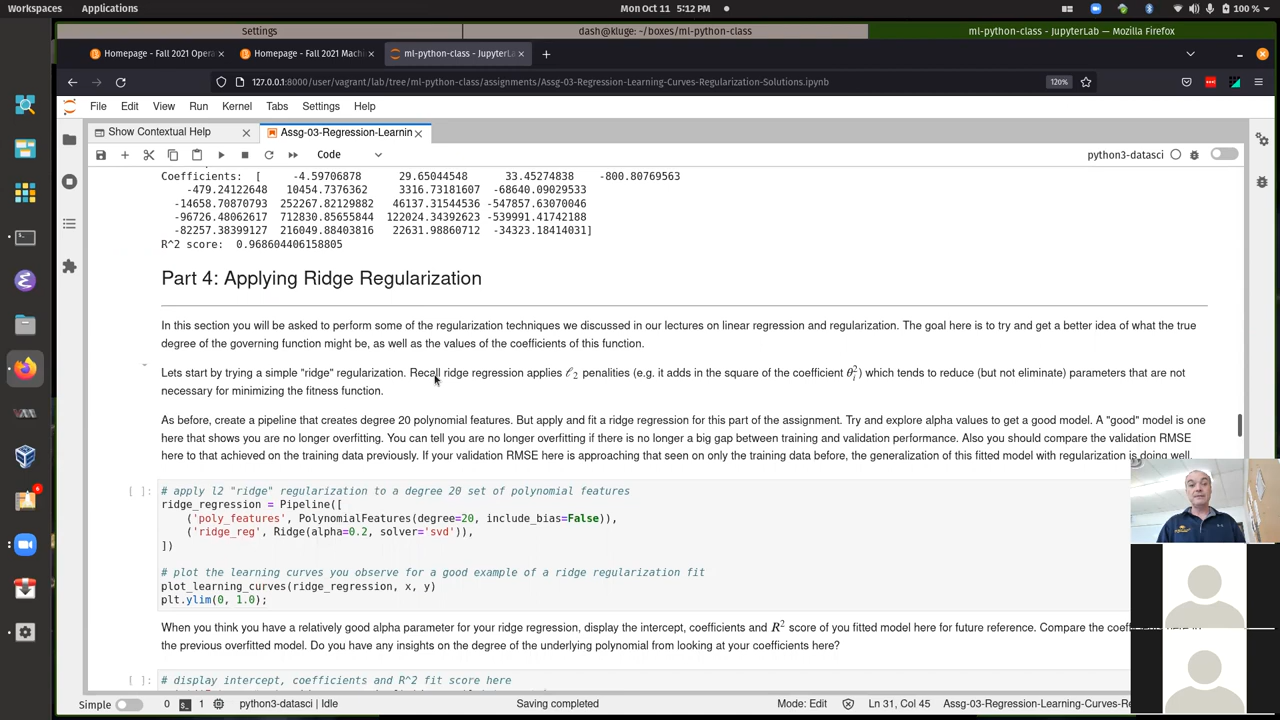 Workspaces
Applications
Mon Oct 11 5:12 PM
100 %
Settings
dash@kluge: ~/boxes/ml-python-class
ml-python-class - JupyterLab — Mozilla Firefox
Homepage - Fall 2021 Opera
Homepage - Fall 2021 Machi
ml-python-class - JupyterLa
127.0.0.1:8000/user/vagrant/lab/tree/ml-python-class/assignments/Assg-03-Regression-Learning-Curves-Regularization-Solutions.ipynb
120%
File Edit View Run Kernel Tabs Settings Help
Show Contextual Help
Assg-03-Regression-Learnin
Code
python3-datasci
Coefficients: [ -4.59706878 29.65044548 33.45274838 -800.80769563
-479.24122648 10454.7376362 3316.73181607 -68640.09029533
-14658.70870793 252267.82129882 46137.31544536 -547857.63070046
-96726.48062617 712830.85655844 122024.34392623 -539991.41742188
-82257.38399127 216049.88403816 22631.98860712 -34323.18414031]
R^2 score: 0.968604406158805
Part 4: Applying Ridge Regularization
In this section you will be asked to perform some of the regularization techniques we discussed in our lectures on linear regression and regularization. The goal here is to try and get a better idea of what the true
degree of the governing function might be, as well as the values of the coefficients of this function.
Lets start by trying a simple "ridge" regularization. Recall ridge regression applies ℓ₂ penalities (e.g. it adds in the square of the coefficient θᵢ²) which tends to reduce (but not eliminate) parameters that are not
necessary for minimizing the fitness function.
As before, create a pipeline that creates degree 20 polynomial features. But apply and fit a ridge regression for this part of the assignment. Try and explore alpha values to get a good model. A "good" model is one
here that shows you are no longer overfitting. You can tell you are no longer overfitting if there is no longer a big gap between training and validation performance. Also you should compare the validation RMSE
here to that achieved on the training data previously. If your validation RMSE here is approaching that seen on only the training data before, the generalization of this fitted model with regularization is doing well.
[ ]: # apply l2 "ridge" regularization to a degree 20 set of polynomial features
ridge_regression = Pipeline([
('poly_features', PolynomialFeatures(degree=20, include_bias=False)),
('ridge_reg', Ridge(alpha=0.2, solver='svd')),
])
# plot the learning curves you observe for a good example of a ridge regularization fit
plot_learning_curves(ridge_regression, x, y)
plt.ylim(0, 1.0);
When you think you have a relatively good alpha parameter for your ridge regression, display the intercept, coefficients and R² score of you fitted model here for future reference. Compare the
the previous overfitted model. Do you have any insights on the degree of the underlying polynomial from looking at your coefficients here?
[ ]: # display intercept, coefficients and R^2 fit score here
Simple
0
1
python3-datasci | Idle
Saving completed
Mode: Edit
Ln 31, Col 45
Assg-03-Regression-Learning-Curves-Re